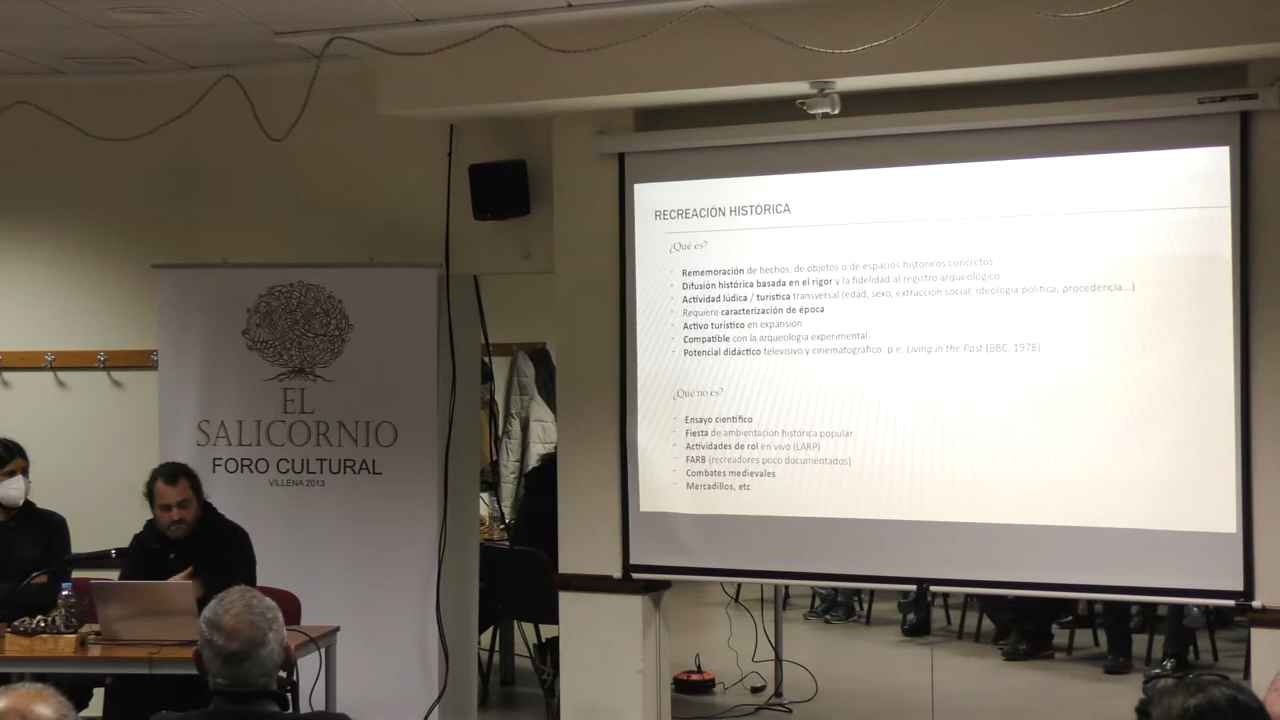 EL
SALICORNIO
FORO CULTURAL
VILLENA 2013
RECREACIÓN HISTÓRICA
¿Qué es?
- Rememoración de hechos, de objetos o de espacios históricos concretos
- Difusión histórica basada en el rigor y la fidelidad al registro arqueológico
- Actividad lúdica / turística transversal (edad, sexo, extracción social, ideología política, procedencia...)
- Requiere caracterización de época
- Activo turístico en expansión
- Compatible con la arqueología experimental
- Potencial didáctico televisivo y cinematográfico. p.e. Living in the Past (BBC, 1978)
¿Qué no es?
- Ensayo científico
- Fiesta de ambientación histórica popular
- Actividades de rol en vivo (LARP)
- FARB (recreadores poco documentados)
- Combates medievales
- Mercadillos, etc